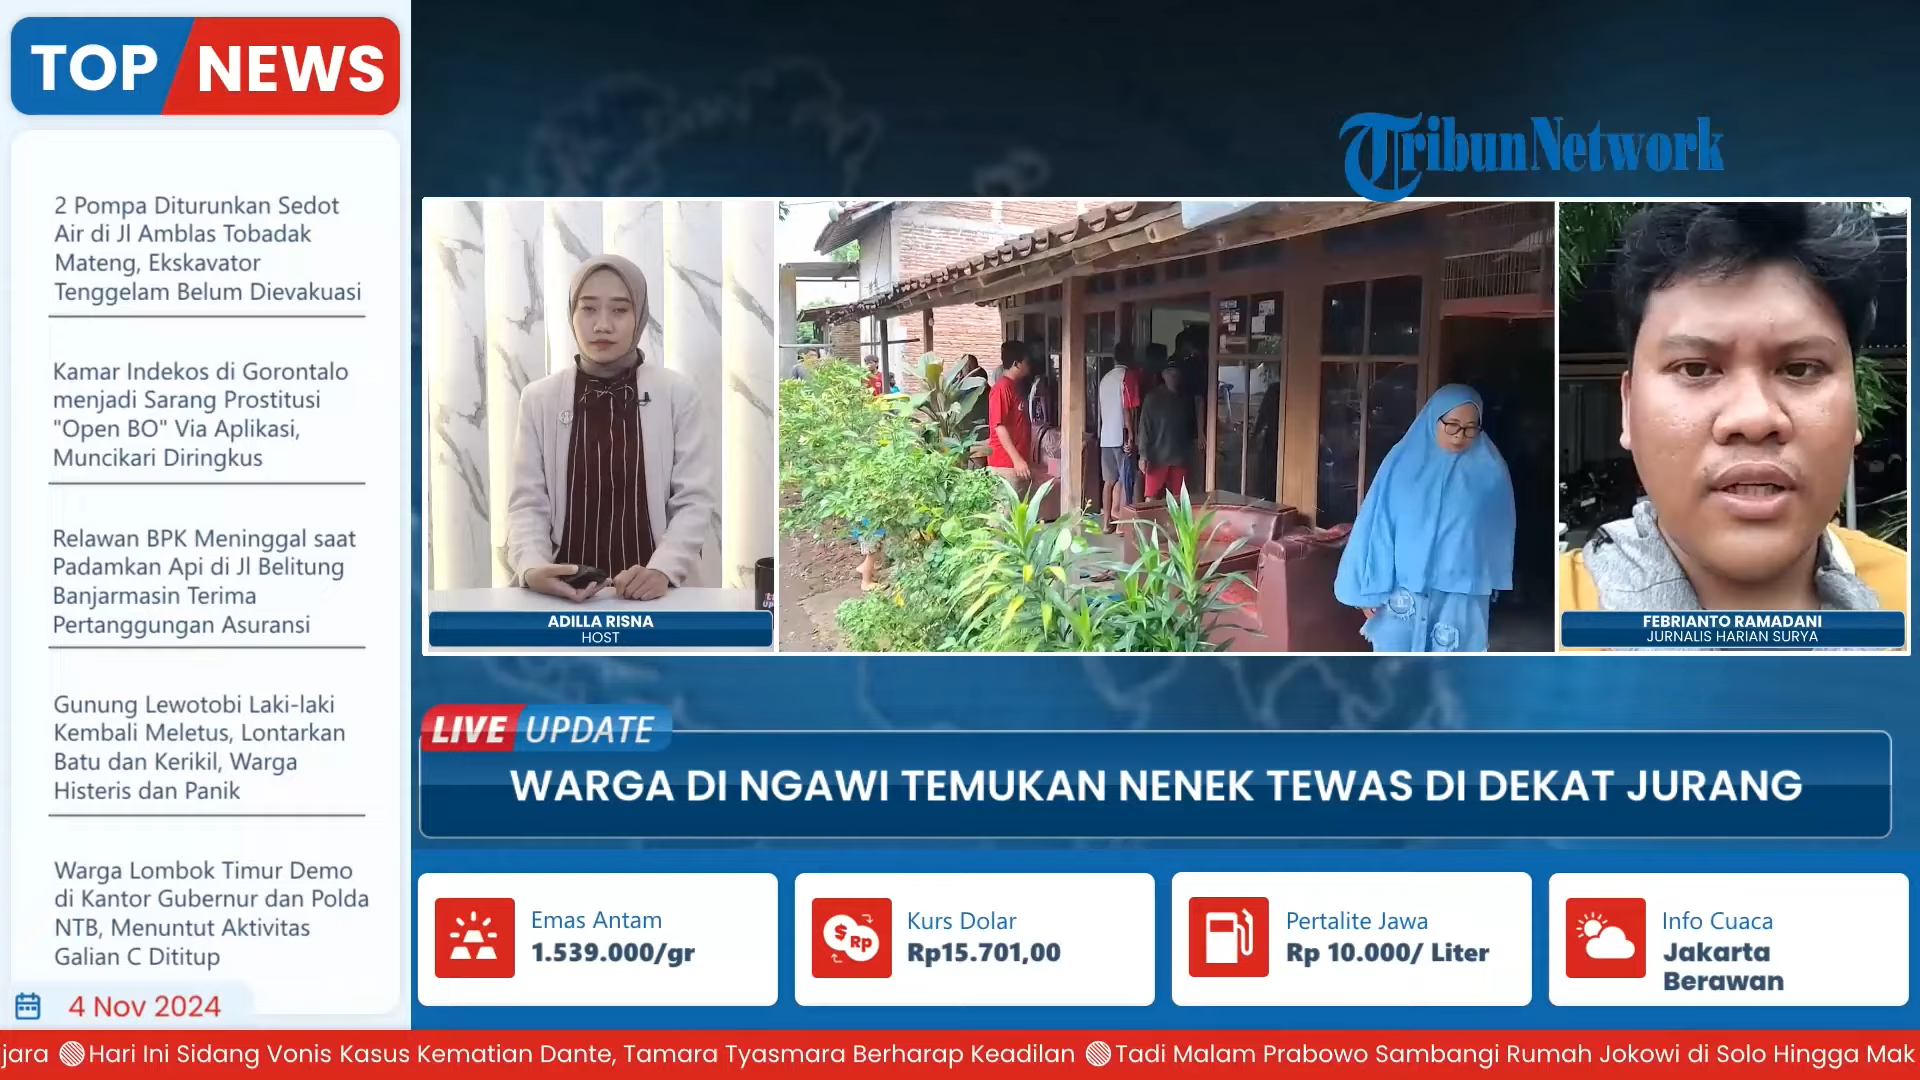 TOP NEWS
2 Pompa Diturunkan Sedot
Air di Jl Amblas Tobadak
Mateng, Ekskavator
Tenggelam Belum Dievakuasi
Kamar Indekos di Gorontalo
menjadi Sarang Prostitusi
"Open BO" Via Aplikasi,
Muncikari Diringkus
Relawan BPK Meninggal saat
Padamkan Api di Jl Belitung
Banjarmasin Terima
Pertanggungan Asuransi
Gunung Lewotobi Laki-laki
Kembali Meletus, Lontarkan
Batu dan Kerikil, Warga
Histeris dan Panik
Warga Lombok Timur Demo
di Kantor Gubernur dan Polda
NTB, Menuntut Aktivitas
Galian C Dititup
4 Nov 2024
TribunNetwork
ADILLA RISNA
HOST
FEBRIANTO RAMADANI
JURNALIS HARIAN SURYA
LIVE UPDATE
WARGA DI NGAWI TEMUKAN NENEK TEWAS DI DEKAT JURANG
Emas Antam
1.539.000/gr
$ Rp
Kurs Dolar
Rp15.701,00
Pertalite Jawa
Rp 10.000/ Liter
Info Cuaca
Jakarta
Berawan
jara Hari Ini Sidang Vonis Kasus Kematian Dante, Tamara Tyasmara Berharap Keadilan Tadi Malam Prabowo Sambangi Rumah Jokowi di Solo Hingga Mak